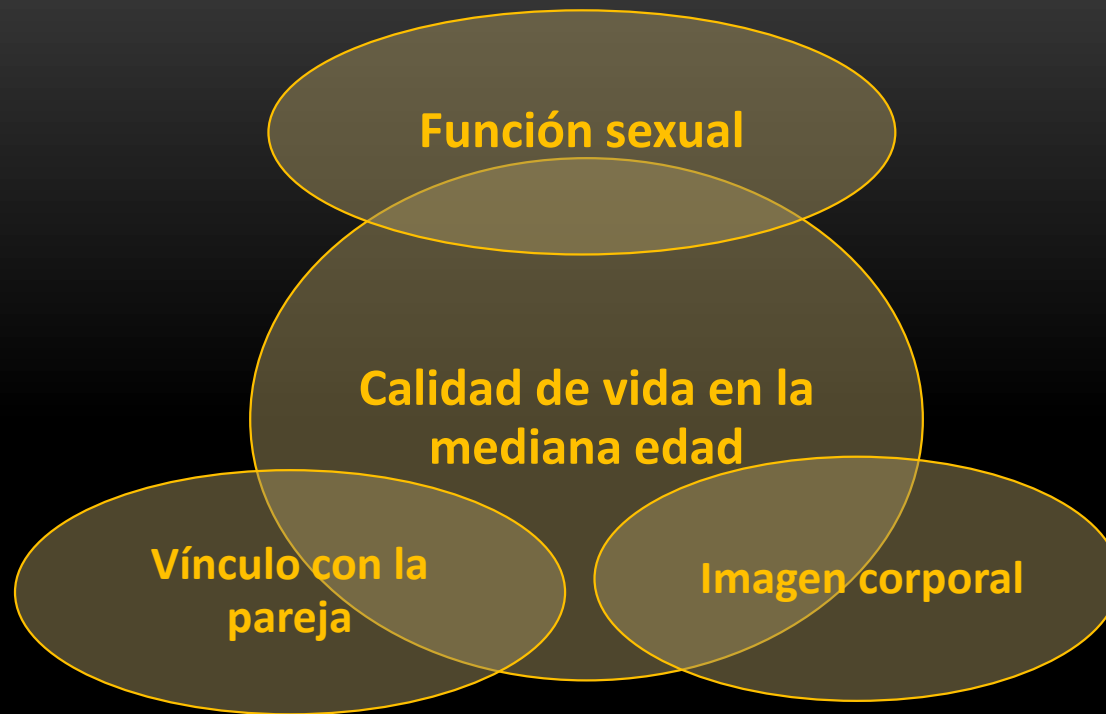 Función sexual
Calidad de vida en la
mediana edad
Vínculo con la
pareja
Imagen corporal